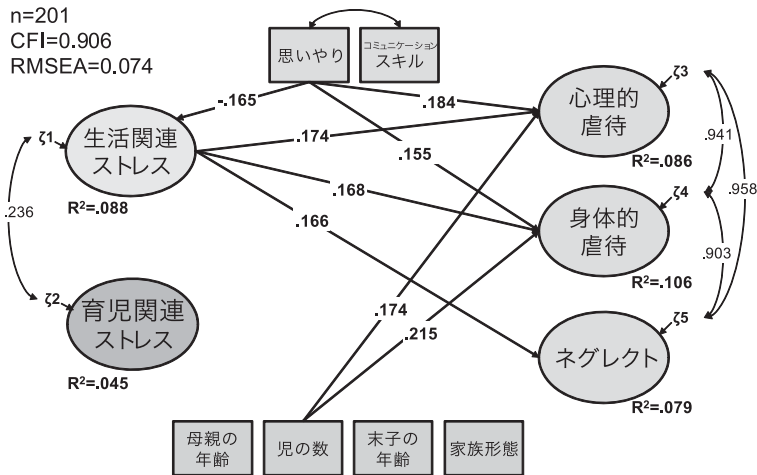 n=201
CFI=0.906
RMSEA=0.074
思いやり
コミュニケーション
スキル
-.165
.184
ζ3
心理的
虐待
R²=.086
ζ1
生活関連
ストレス
R²=.088
.174
.155
.941
.168
ζ4
身体的
虐待
R²=.106
.958
.236
.166
.903
ζ2
育児関連
ストレス
R²=.045
.174
.215
ζ5
ネグレクト
R²=.079
母親の
年齢
児の数
末子の
年齢
家族形態